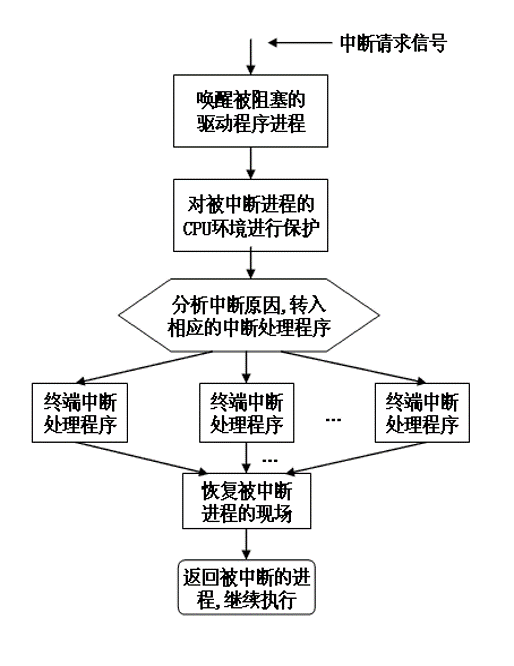 中断请求信号
唤醒被阻塞的
驱动程序进程
对被中断进程的
CPU环境进行保护
分析中断原因,转入
相应的中断处理程序
终端中断
处理程序
终端中断
处理程序
…
终端中断
处理程序
…
恢复被中断
进程的现场
返回被中断的进
程,继续执行